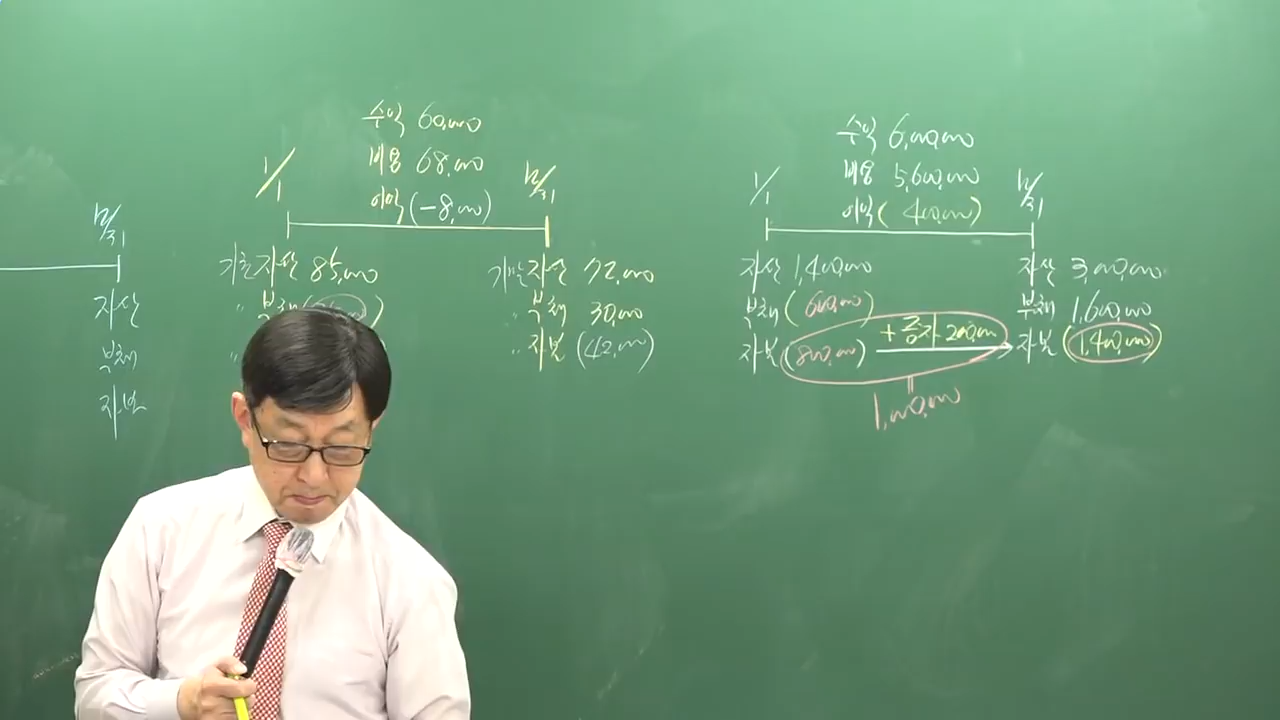 12/31
자산
부채
자본
수익 60,000
비용 68,000
이익 (-8,000)
1/1
12/31
기초자산 85,000
기말자산 72,000
〃 부채 30,000
〃 자본 (42,000)
수익 6,000,000
비용 5,600,000
이익 (400,000)
1/1
12/31
자산 1,400,000
부채 (600,000)
자본 (800,000)
+증자 200,000
자산 3,000,000
부채 1,600,000
자본 (1,400,000)
1,000,000